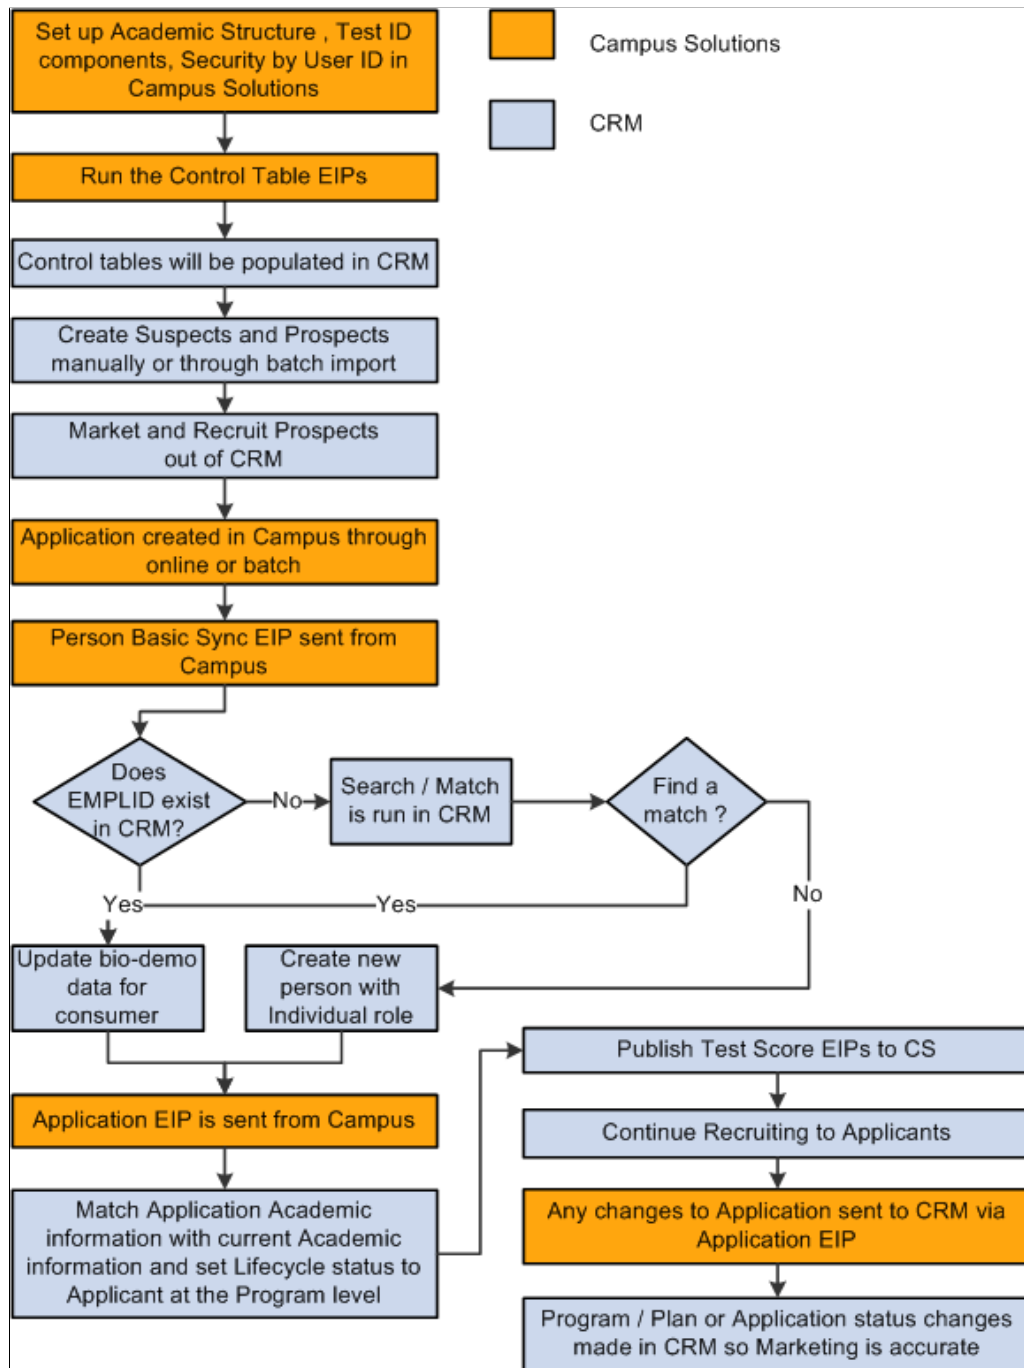 Set up Academic Structure , Test ID
components, Security by User ID in
Campus Solutions
Campus Solutions
CRM
Run the Control Table EIPs
Control tables will be populated in CRM
Create Suspects and Prospects
manually or through batch import
Market and Recruit Prospects
out of CRM
Application created in Campus through
online or batch
Person Basic Sync EIP sent from
Campus
Does
EMPLID exist
in CRM?
No
Search / Match
is run in CRM
Find a
match ?
No
Yes
Yes
Update bio-demo
data for
consumer
Create new
person with
Individual role
Application EIP is sent from Campus
Match Application Academic
information with current Academic
information and set Lifecycle status to
Applicant at the Program level
Publish Test Score EIPs to CS
Continue Recruiting to Applicants
Any changes to Application sent to CRM via
Application EIP
Program / Plan or Application status changes
made in CRM so Marketing is accurate